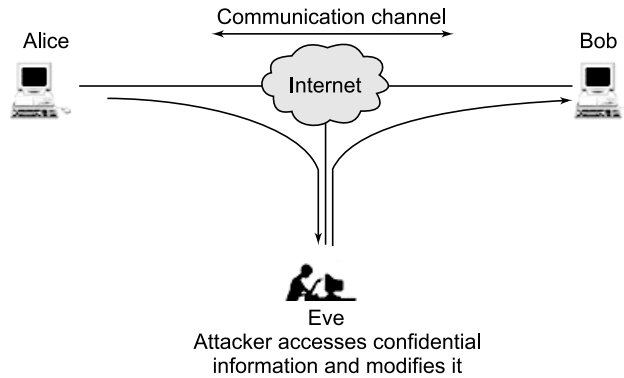 Communication channel
Alice
Bob
Internet
Eve
Attacker accesses confidential
information and modifies it